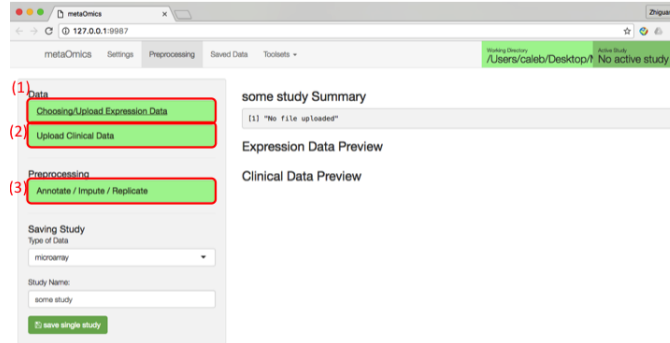 metaOmics
Zhiguan
127.0.0.1:9987
metaOmics Settings Preprocessing Saved Data Toolsets
Working Directory
/Users/caleb/Desktop/
Active Study
No active study
(1)
Data
Choosing/Upload Expression Data
(2)
Upload Clinical Data
Preprocessing
(3)
Annotate / Impute / Replicate
Saving Study
Type of Data
microarray
Study Name:
some study
save single study
some study Summary
[1] "No file uploaded"
Expression Data Preview
Clinical Data Preview